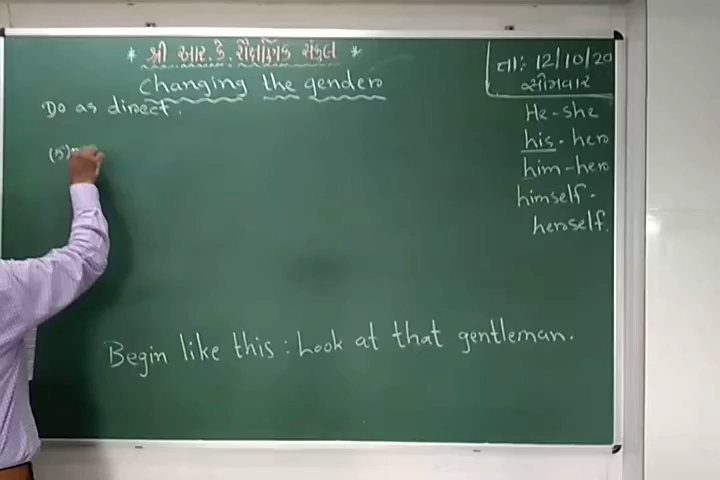 * શ્રી આર.કે. શૈક્ષણિક સંકુલ *
Changing the gender
Do as direct.
તા: 12/10/20
સોમવાર
He - she
his - her
him - her
himself -
herself.
(5)
Begin like this : Look at that gentleman.